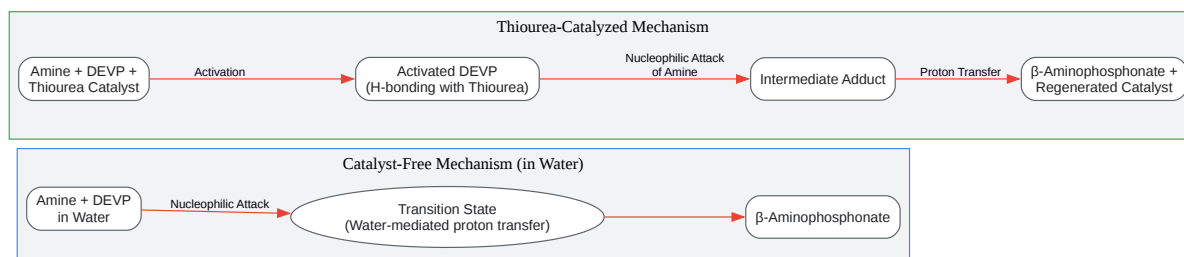 Thiourea-Catalyzed Mechanism
Amine + DEVP +
Thiourea Catalyst
Activation
Activated DEVP
(H-bonding with Thiourea)
Nucleophilic Attack
of Amine
Intermediate Adduct
Proton Transfer
β-Aminophosphonate +
Regenerated Catalyst
Catalyst-Free Mechanism (in Water)
Amine + DEVP
in Water
Nucleophilic Attack
Transition State
(Water-mediated proton transfer)
β-Aminophosphonate